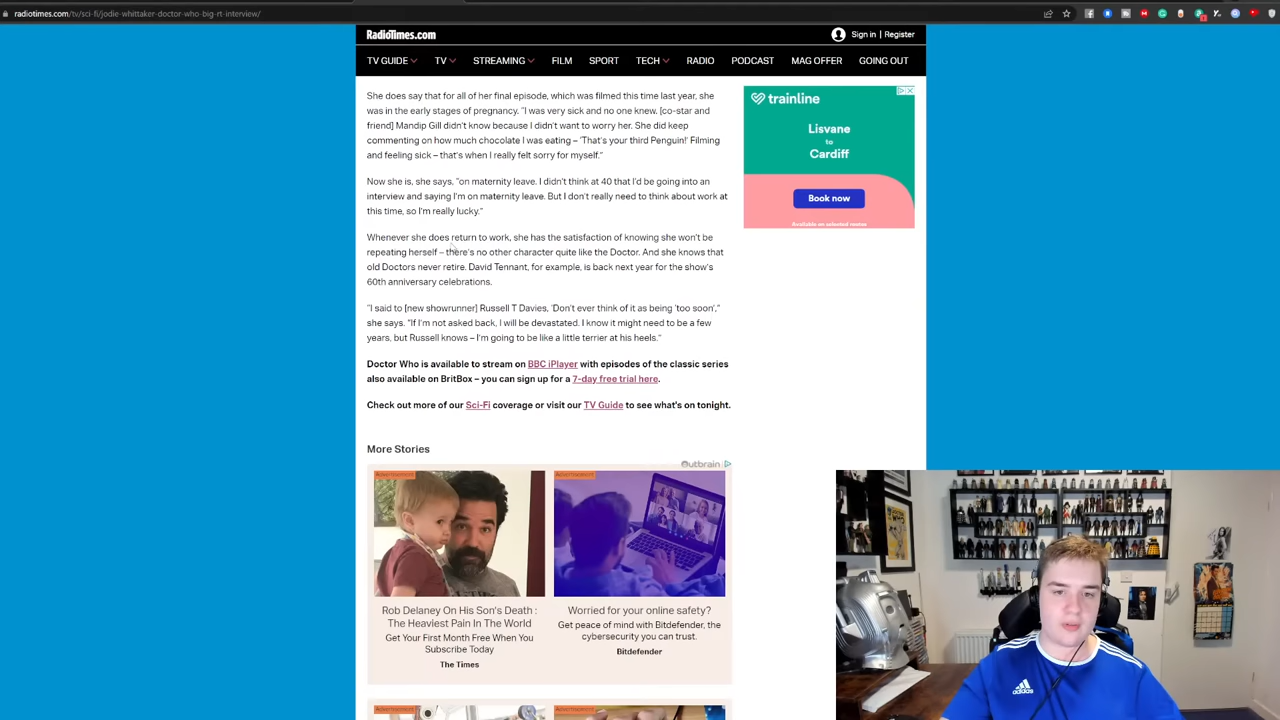 radiotimes.com/tv/sci-fi/jodie-whittaker-doctor-who-big-rt-interview/
RadioTimes.com
Sign in | Register
TV GUIDE
TV
STREAMING
FILM
SPORT
TECH
RADIO
PODCAST
MAG OFFER
GOING OUT
She does say that for all of her final episode, which was filmed this time last year, she
was in the early stages of pregnancy. "I was very sick and no one knew. [co-star and
friend] Mandip Gill didn't know because I didn't want to worry her. She did keep
commenting on how much chocolate I was eating – 'That's your third Penguin!' Filming
and feeling sick – that's when I really felt sorry for myself."
Now she is, she says, "on maternity leave. I didn't think at 40 that I'd be going into an
interview and saying I'm on maternity leave. But I don't really need to think about work at
this time, so I'm really lucky."
Whenever she does return to work, she has the satisfaction of knowing she won't be
repeating herself – there's no other character quite like the Doctor. And she knows that
old Doctors never retire. David Tennant, for example, is back next year for the show's
60th anniversary celebrations.
"I said to [new showrunner] Russell T Davies, 'Don't ever think of it as being 'too soon',"
she says. "If I'm not asked back, I will be devastated. I know it might need to be a few
years, but Russell knows – I'm going to be like a little terrier at his heels."
Doctor Who is available to stream on BBC iPlayer with episodes of the classic series
also available on BritBox – you can sign up for a 7-day free trial here.
Check out more of our Sci-Fi coverage or visit our TV Guide to see what's on tonight.
trainline
Lisvane
to
Cardiff
Book now
Available on selected routes
More Stories
Outbrain
Advertisement
Advertisement
Rob Delaney On His Son's Death :
The Heaviest Pain In The World
Get Your First Month Free When You
Subscribe Today
The Times
Worried for your online safety?
Get peace of mind with Bitdefender, the
cybersecurity you can trust.
Bitdefender
Advertisement
Advertisement
adidas